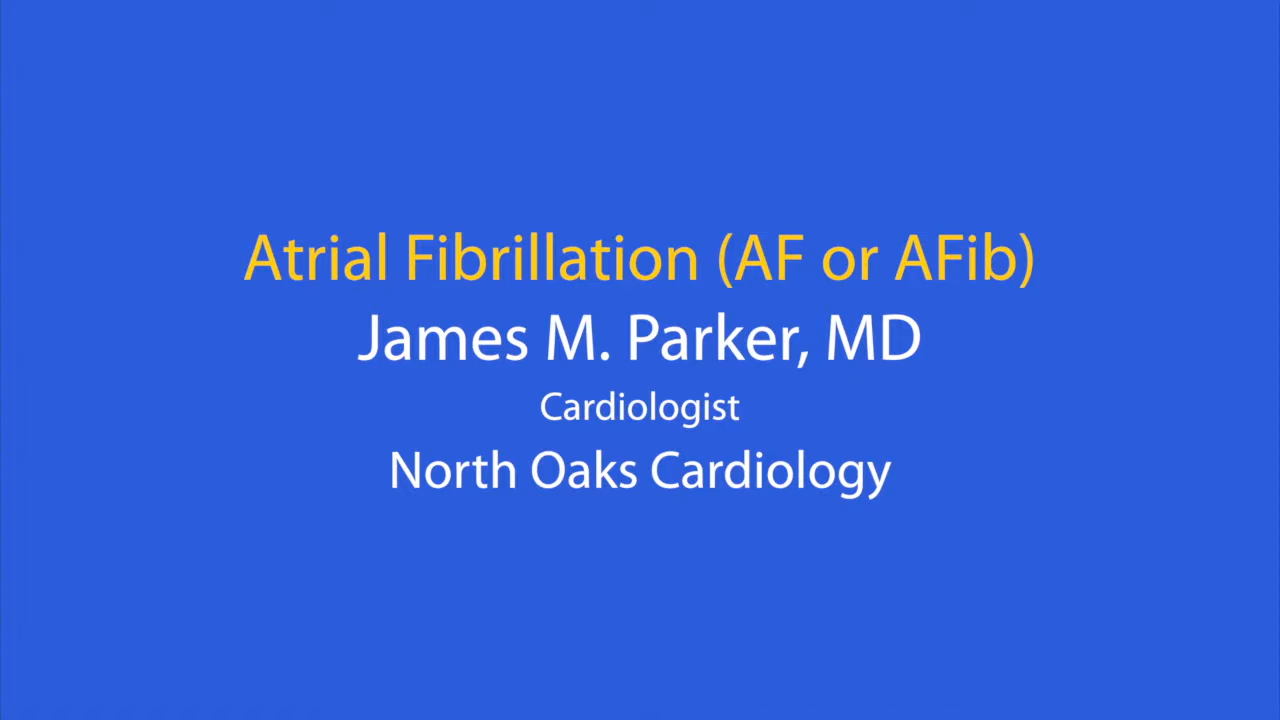 Atrial Fibrillation (AF or AFib)
James M. Parker, MD
Cardiologist
North Oaks Cardiology